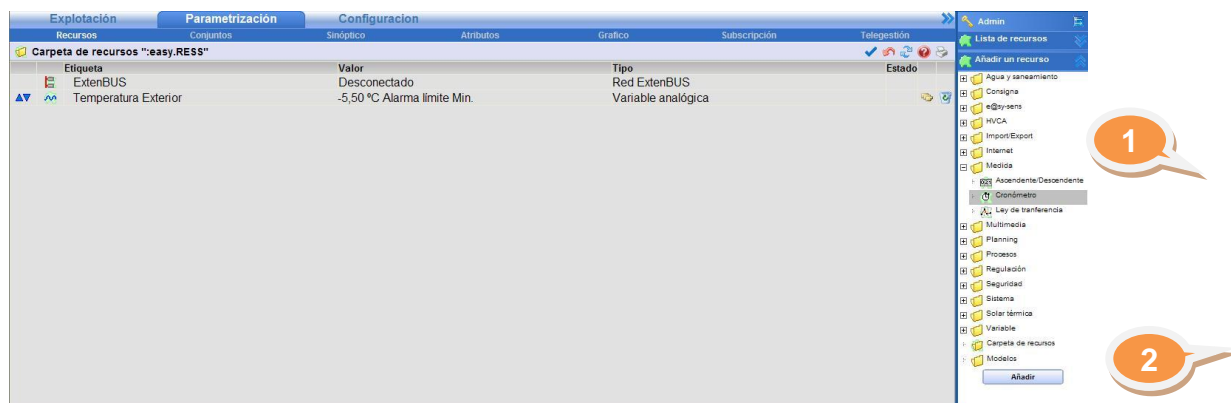 Explotación Parametrización Configuracion
Recursos Conjuntos Sinóptico Atributos Grafico Subscripción Telegestión
Carpeta de recursos ":easy.RESS"
Etiqueta Valor Tipo Estado
ExtenBUS Desconectado Red ExtenBUS
Temperatura Exterior -5,50 ºC Alarma límite Min. Variable analógica
Admin
Lista de recursos
Añadir un recurso
Agua y saneamiento
Consigna
e@sy-sens
HVCA
Import/Export
Internet
Medida
Ascendente/Descendente
Cronómetro
Ley de tranferencia
Multimedia
Planning
Procesos
Regulación
Seguridad
Sistema
Solar térmica
Variable
Carpeta de recursos
Modelos
Añadir
1
2